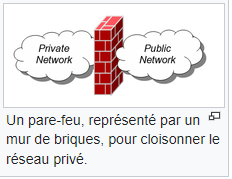 Private
Network
Public
Network
Un pare-feu, représenté par un
mur de briques, pour cloisonner le
réseau privé.